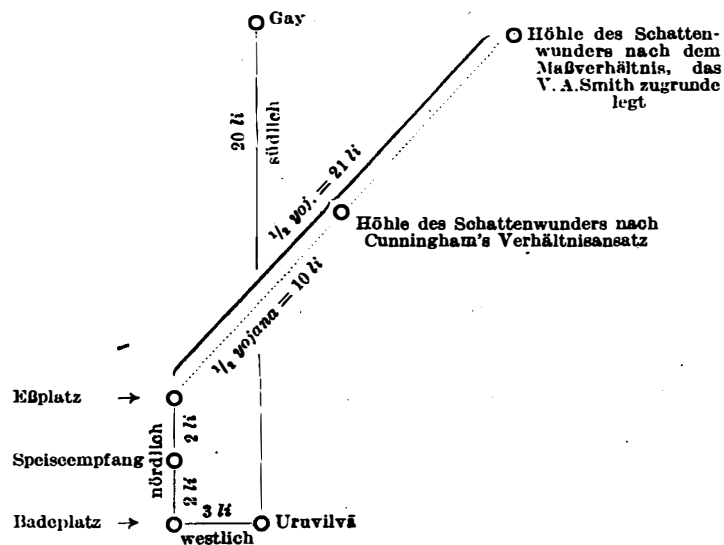 Gay
Höhle des Schatten-
wunders nach dem
Maßverhältnis, das
V. A. Smith zugrunde
legt
20 li
südlich
1/2 yoj. = 21 li
Höhle des Schattenwunders nach
Cunningham's Verhältnisansatz
1/2 yojana = 10 li
Eßplatz →
nördlich
2 li
Speiseempfang
2 li
Badeplatz →
3 li
westlich
Uruvilvā